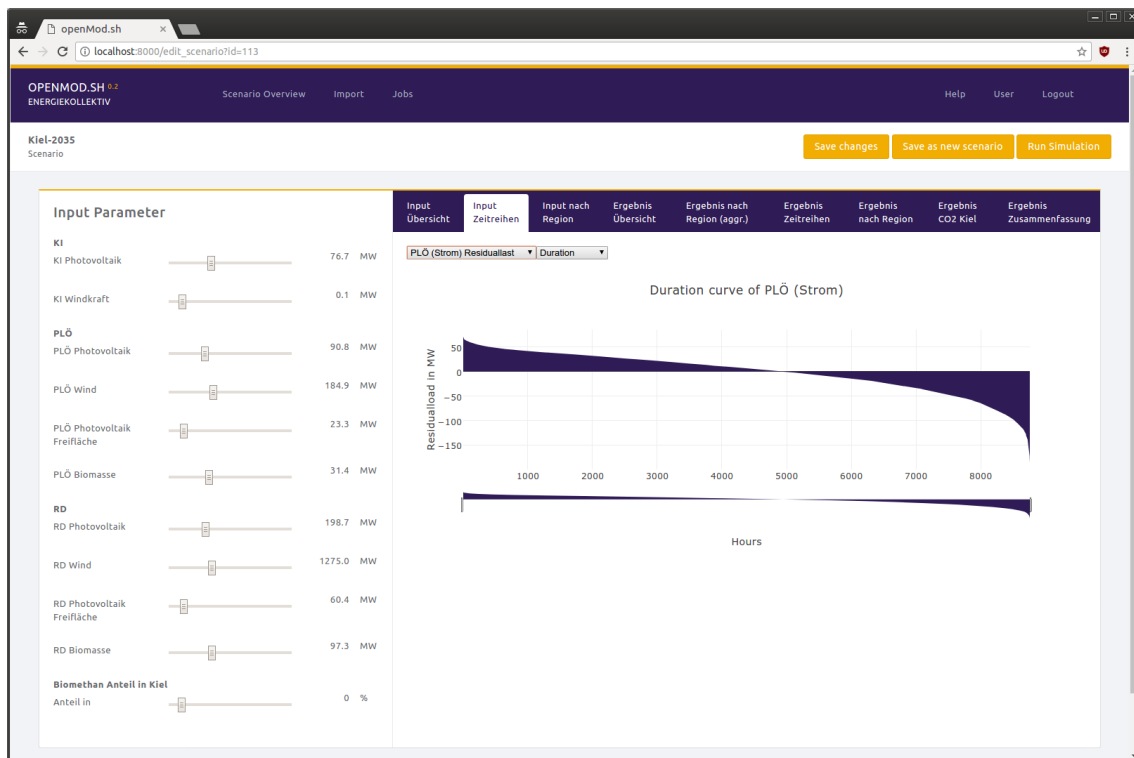 openMod.sh
localhost:8000/edit_scenario?id=113
OPENMOD.SH 0.2
ENERGIEKOLLEKTIV
Scenario Overview
Import
Jobs
Help
User
Logout
Kiel-2035
Scenario
Save changes
Save as new scenario
Run Simulation
Input Parameter
KI
KI Photovoltaik 76.7 MW
KI Windkraft 0.1 MW
PLÖ
PLÖ Photovoltaik 90.8 MW
PLÖ Wind 184.9 MW
PLÖ Photovoltaik 23.3 MW
Freifläche
PLÖ Biomasse 31.4 MW
RD
RD Photovoltaik 198.7 MW
RD Wind 1275.0 MW
RD Photovoltaik 60.4 MW
Freifläche
RD Biomasse 97.3 MW
Biomethan Anteil in Kiel
Anteil in 0 %
Input
Übersicht
Input
Zeitreihen
Input nach
Region
Ergebnis
Übersicht
Ergebnis nach
Region (aggr.)
Ergebnis
Zeitreihen
Ergebnis
nach Region
Ergebnis
CO2 Kiel
Ergebnis
Zusammenfassung
PLÖ (Strom) Residuallast
Duration
Duration curve of PLÖ (Strom)
Residualload in MW
50
0
−50
−100
−150
1000 2000 3000 4000 5000 6000 7000 8000
Hours